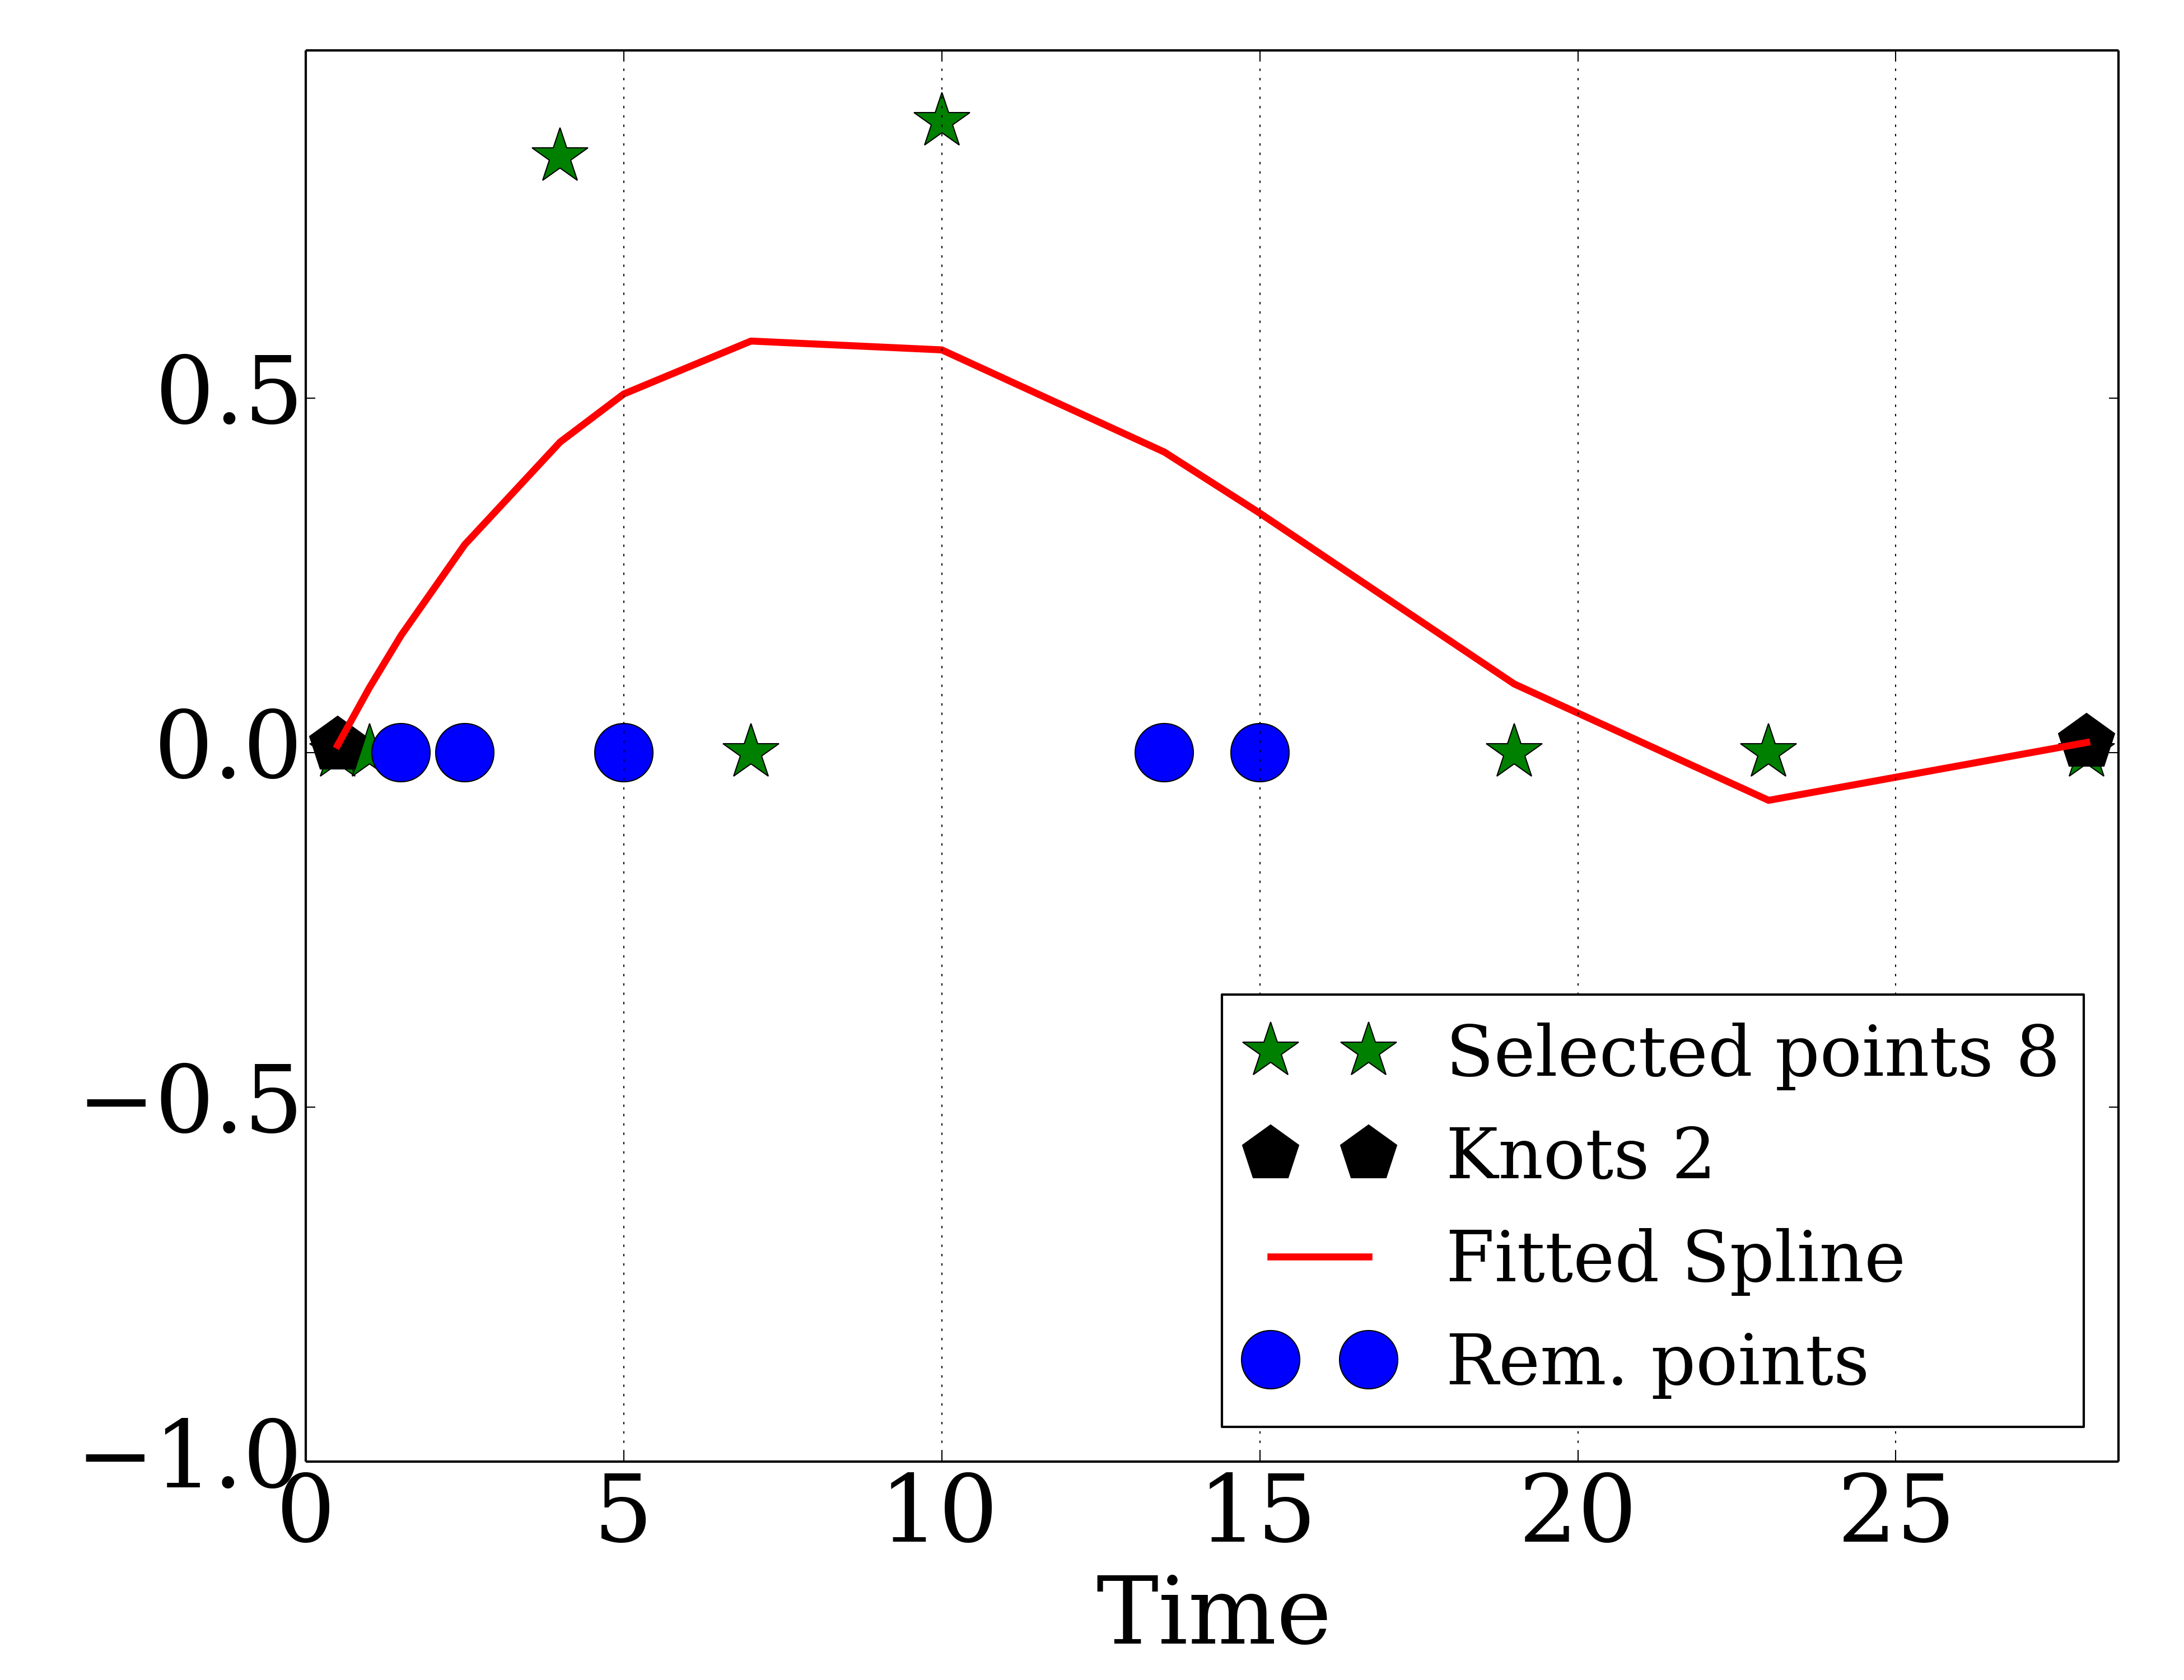 0.5
0.0
−0.5
−1.0
Selected points 8
Knots 2
Fitted Spline
Rem. points
0 5 10 15 20 25
Time